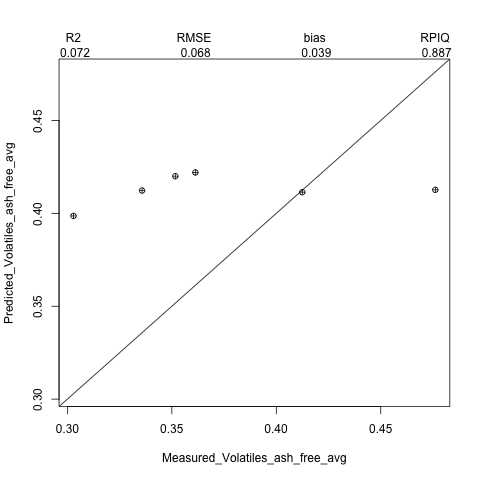 R2 RMSE bias RPIQ
0.072 0.068 0.039 0.887
0.45
0.40
0.35
0.30
Predicted_Volatiles_ash_free_avg
0.30 0.35 0.40 0.45
Measured_Volatiles_ash_free_avg